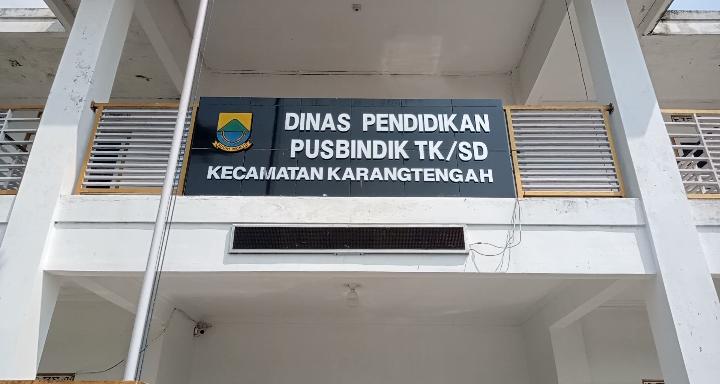 DINAS PENDIDIKAN
PUSBINDIK TK/SD
KECAMATAN KARANGTENGAH